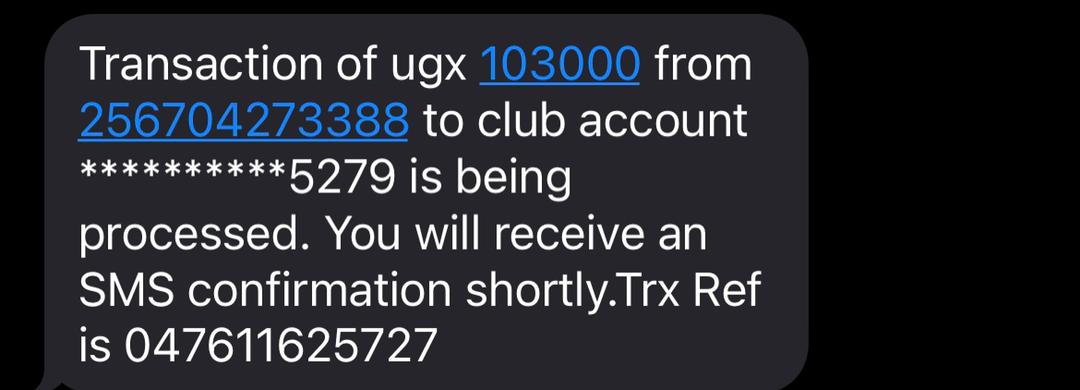 Transaction of ugx 103000 from
256704273388 to club account
**********5279 is being
processed. You will receive an
SMS confirmation shortly.Trx Ref
is 047611625727